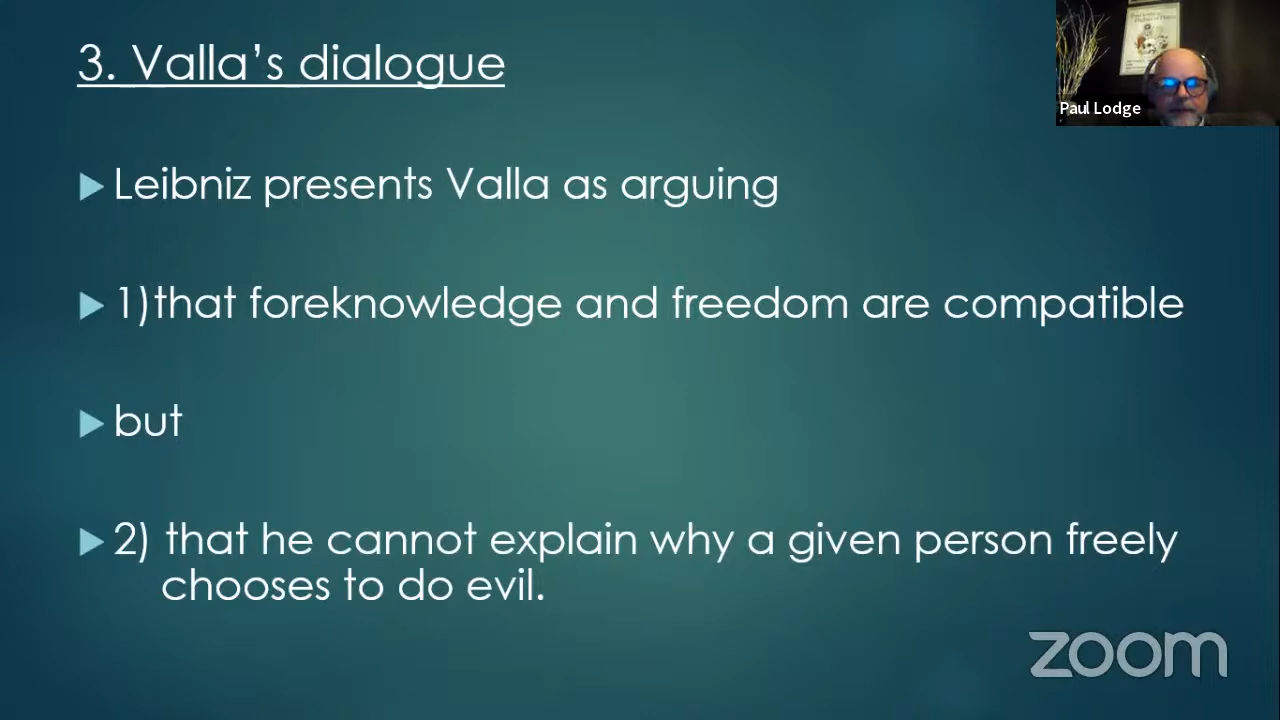 3. Valla's dialogue
Paul Lodge
▶ Leibniz presents Valla as arguing
▶ 1)that foreknowledge and freedom are compatible
▶ but
▶ 2) that he cannot explain why a given person freely
chooses to do evil.
zoom